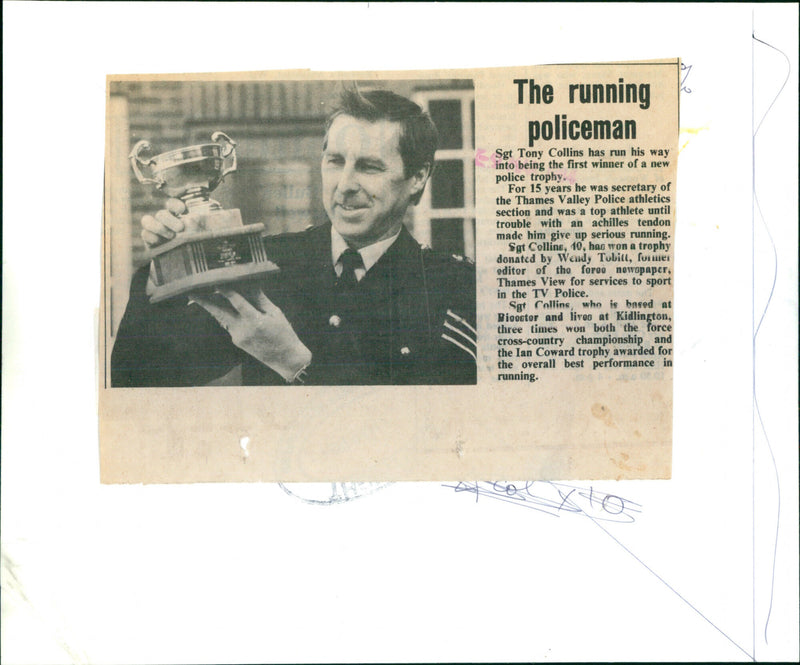 The running
policeman
Sgt Tony Collins has run his way
into being the first winner of a new
police trophy.
For 15 years he was secretary of
the Thames Valley Police athletics
section and was a top athlete until
trouble with an achilles tendon
made him give up serious running.
Sgt Collins, 40, has won a trophy
donated by Wendy Tobitt, former
editor of the force newspaper,
Thames View for services to sport
in the TV Police.
Sgt Collins, who is based at
Bicester and lives at Kidlington,
three times won both the force
cross-country championship and
the Ian Coward trophy awarded for
the overall best performance in
running.